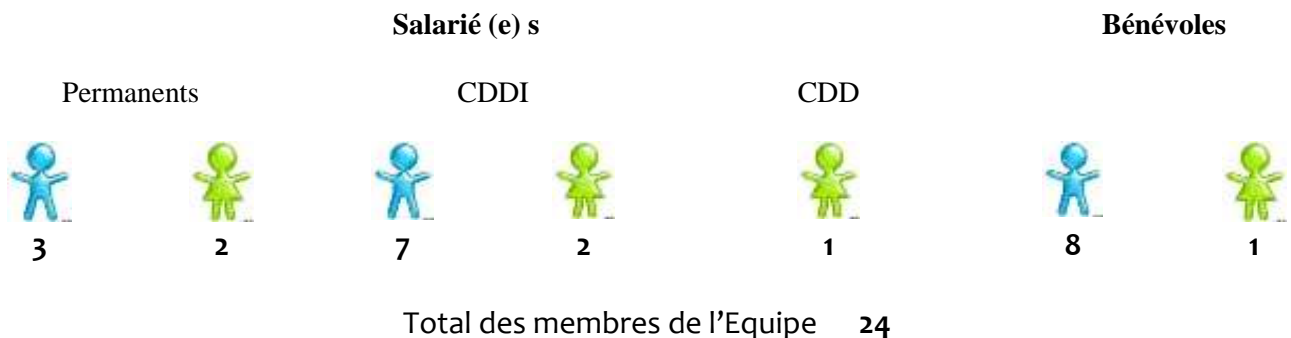 Salarié (e) s Bénévoles
Permanents CDDI CDD
3 2 7 2 1 8 1
Total des membres de l’Equipe 24